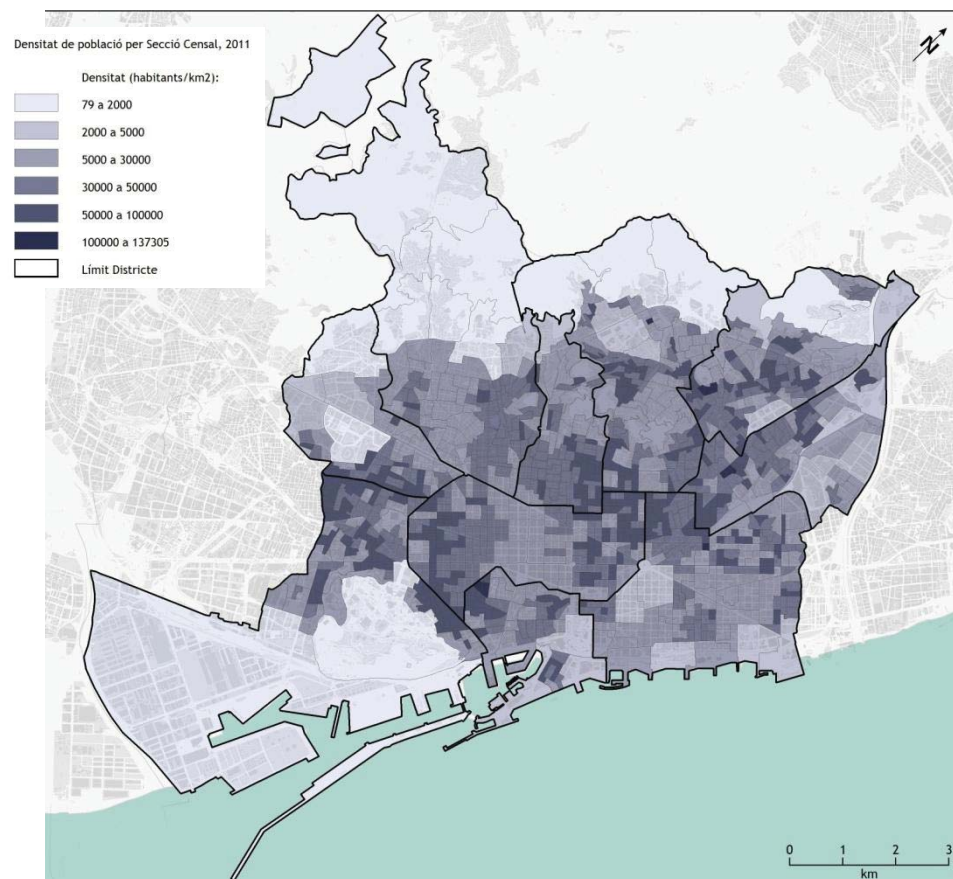 Densitat de població per Secció Censal, 2011
Densitat (habitants/km2):
79 a 2000
2000 a 5000
5000 a 30000
30000 a 50000
50000 a 100000
100000 a 137305
Límit Districte
N
0 1 2 3
km